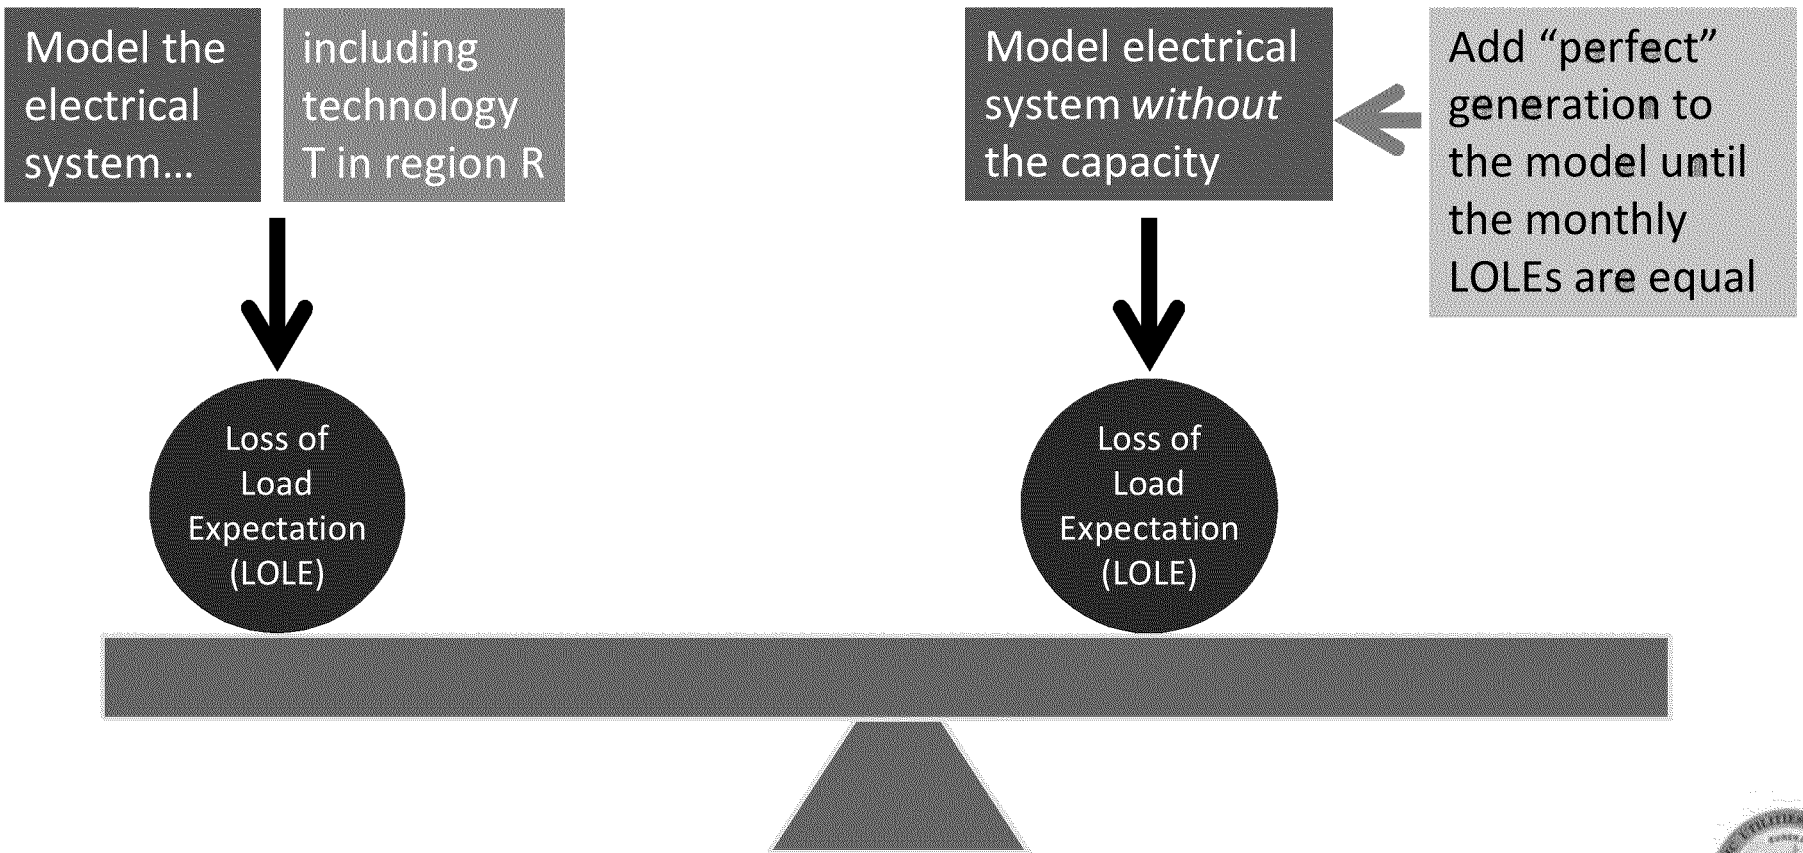 Model the
electrical
system...
including
technology
T in region R
Model electrical
system without
the capacity
Add “perfect”
generation to
the model until
the monthly
LOLEs are equal
Loss of
Load
Expectation
(LOLE)
Loss of
Load
Expectation
(LOLE)
UTILITIES